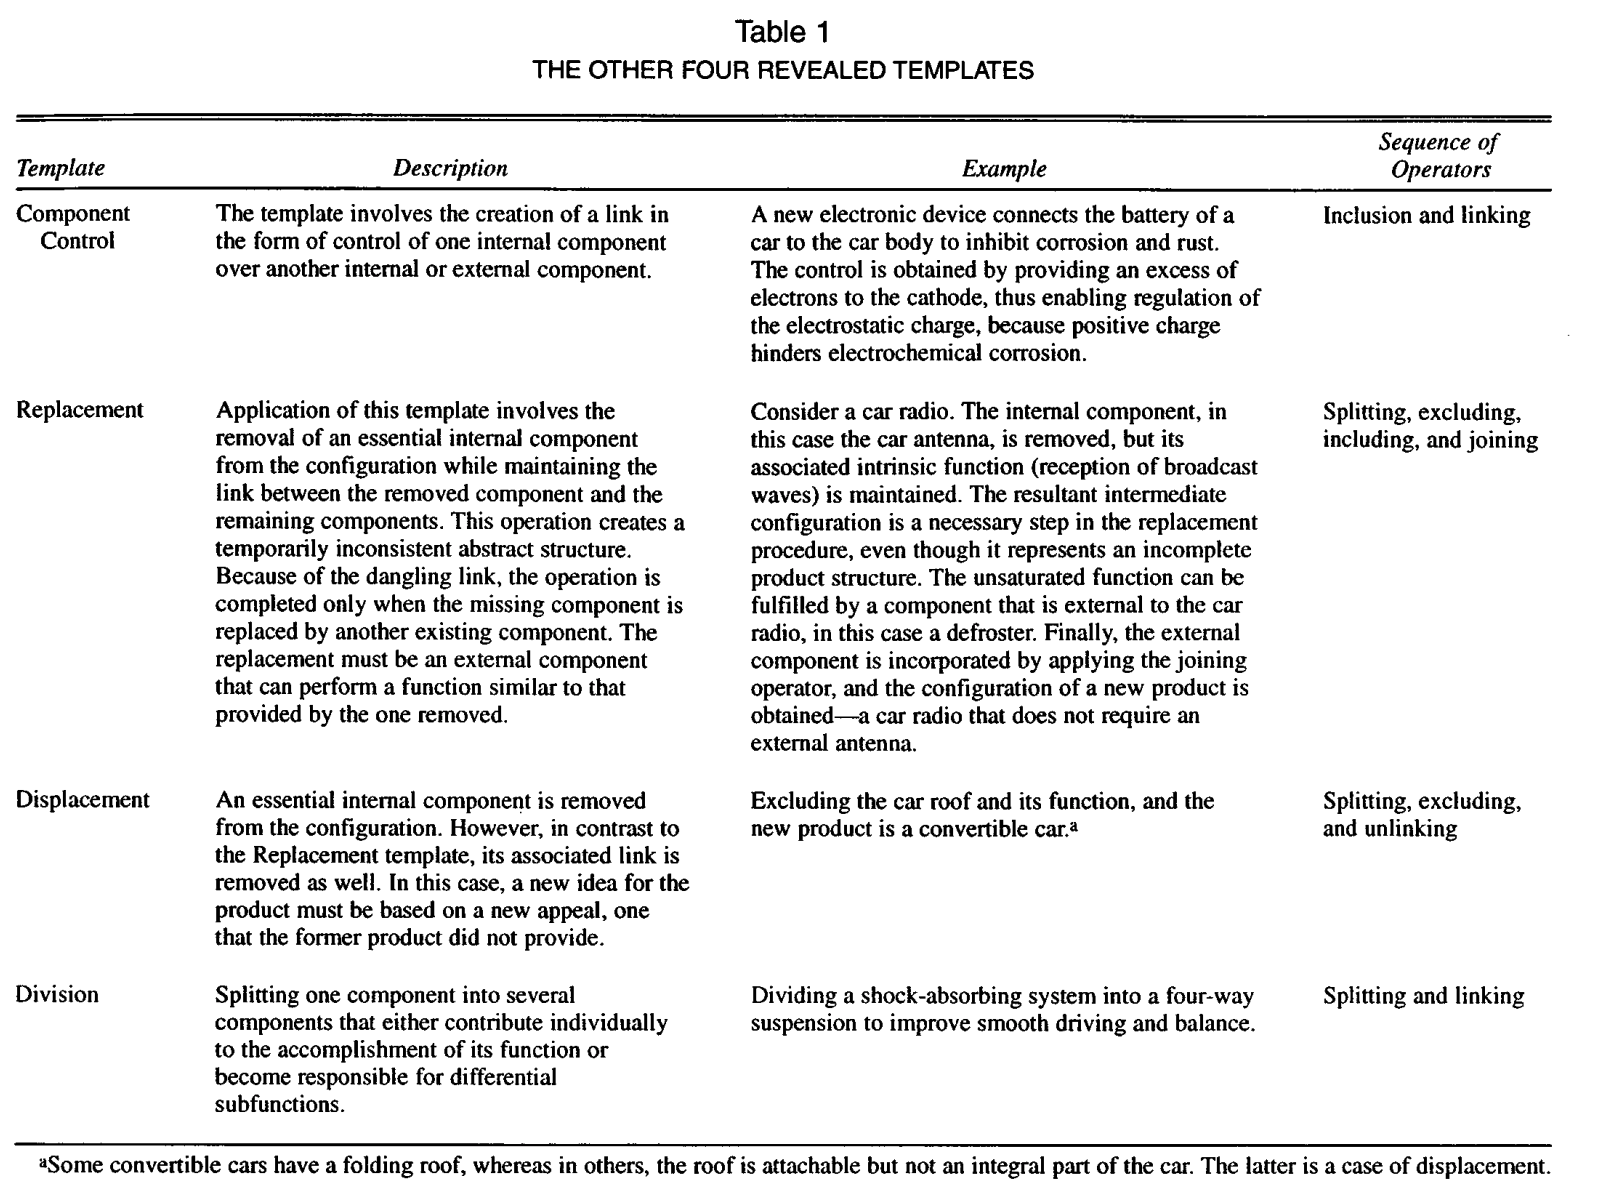 Table 1
THE OTHER FOUR REVEALED TEMPLATES
Template Description Example Sequence of Operators
Component Control
The template involves the creation of a link in
the form of control of one internal component
over another internal or external component.
A new electronic device connects the battery of a
car to the car body to inhibit corrosion and rust.
The control is obtained by providing an excess of
electrons to the cathode, thus enabling regulation of
the electrostatic charge, because positive charge
hinders electrochemical corrosion.
Inclusion and linking
Replacement
Application of this template involves the
removal of an essential internal component
from the configuration while maintaining the
link between the removed component and the
remaining components. This operation creates a
temporarily inconsistent abstract structure.
Because of the dangling link, the operation is
completed only when the missing component is
replaced by another existing component. The
replacement must be an external component
that can perform a function similar to that
provided by the one removed.
Consider a car radio. The internal component, in
this case the car antenna, is removed, but its
associated intrinsic function (reception of broadcast
waves) is maintained. The resultant intermediate
configuration is a necessary step in the replacement
procedure, even though it represents an incomplete
product structure. The unsaturated function can be
fulfilled by a component that is external to the car
radio, in this case a defroster. Finally, the external
component is incorporated by applying the joining
operator, and the configuration of a new product is
obtained—a car radio that does not require an
external antenna.
Splitting, excluding,
including, and joining
Displacement
An essential internal component is removed
from the configuration. However, in contrast to
the Replacement template, its associated link is
removed as well. In this case, a new idea for the
product must be based on a new appeal, one
that the former product did not provide.
Excluding the car roof and its function, and the
new product is a convertible car.a
Splitting, excluding,
and unlinking
Division
Splitting one component into several
components that either contribute individually
to the accomplishment of its function or
become responsible for differential
subfunctions.
Dividing a shock-absorbing system into a four-way
suspension to improve smooth driving and balance.
Splitting and linking
aSome convertible cars have a folding roof, whereas in others, the roof is attachable but not an integral part of the car. The latter is a case of displacement.